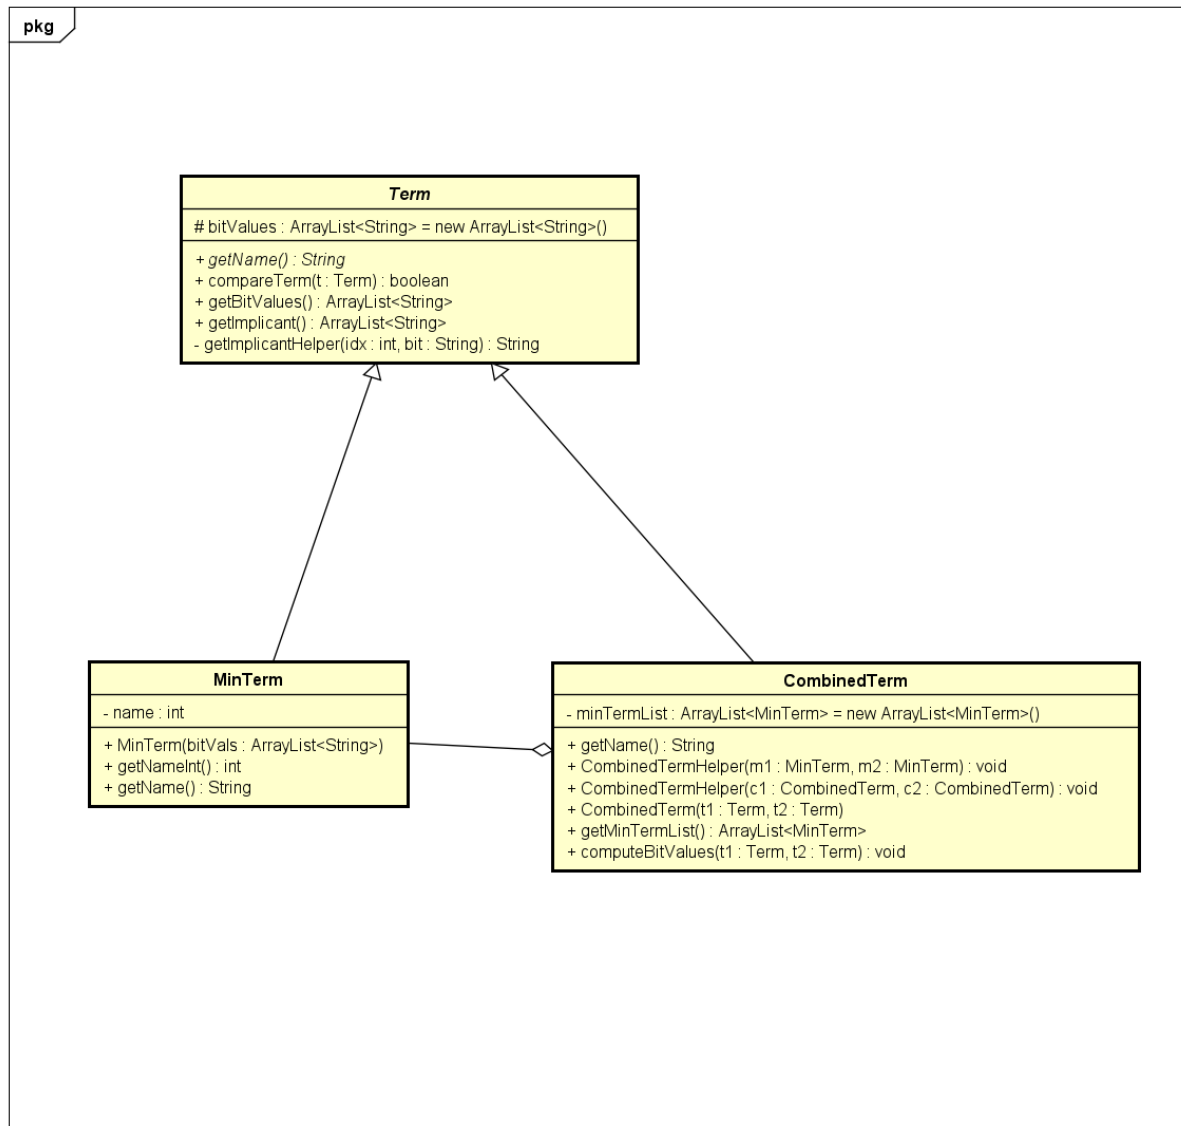 pkg
Term
# bitValues : ArrayList<String> = new ArrayList<String>()
+ getName() : String
+ compareTerm(t : Term) : boolean
+ getBitValues() : ArrayList<String>
+ getImplicant() : ArrayList<String>
- getImplicantHelper(idx : int, bit : String) : String
MinTerm
- name : int
+ MinTerm(bitVals : ArrayList<String>)
+ getNameInt() : int
+ getName() : String
CombinedTerm
- minTermList : ArrayList<MinTerm> = new ArrayList<MinTerm>()
+ getName() : String
+ CombinedTermHelper(m1 : MinTerm, m2 : MinTerm) : void
+ CombinedTermHelper(c1 : CombinedTerm, c2 : CombinedTerm) : void
+ CombinedTerm(t1 : Term, t2 : Term)
+ getMinTermList() : ArrayList<MinTerm>
+ computeBitValues(t1 : Term, t2 : Term) : void